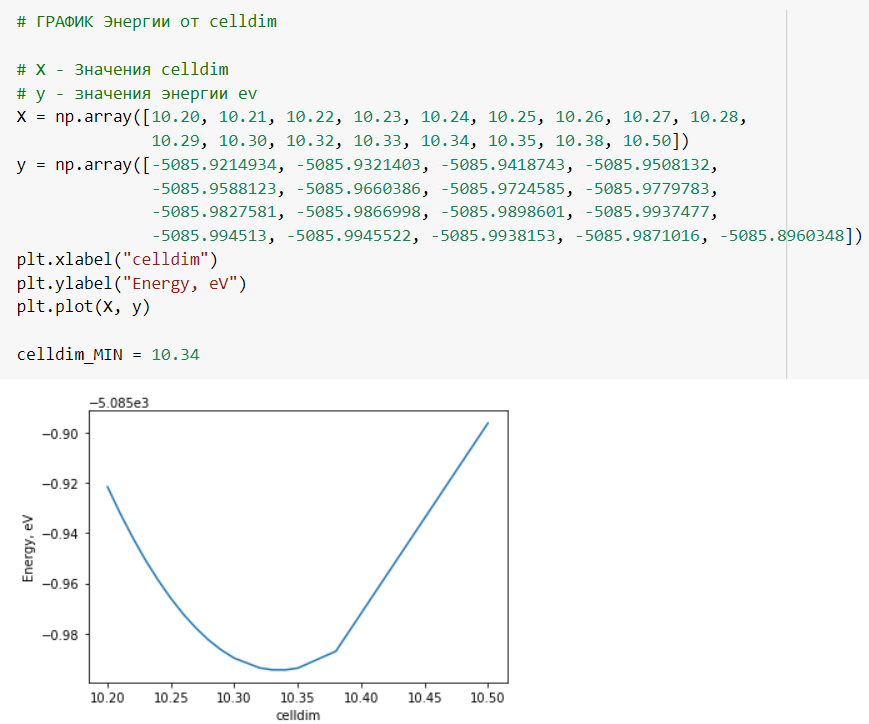 # ГРАФИК Энергии от celldim
# X - Значения celldim
# y - значения энергии ev
X = np.array([10.20, 10.21, 10.22, 10.23, 10.24, 10.25, 10.26, 10.27, 10.28,
10.29, 10.30, 10.32, 10.33, 10.34, 10.35, 10.38, 10.50])
y = np.array([-5085.9214934, -5085.9321403, -5085.9418743, -5085.9508132,
-5085.9588123, -5085.9660386, -5085.9724585, -5085.9779783,
-5085.9827581, -5085.9866998, -5085.9898601, -5085.9937477,
-5085.994513, -5085.9945522, -5085.9938153, -5085.9871016, -5085.8960348])
plt.xlabel("celldim")
plt.ylabel("Energy, eV")
plt.plot(X, y)
celldim_MIN = 10.34
−5.085e3
−0.90
−0.92
−0.94
−0.96
−0.98
Energy, eV
10.20 10.25 10.30 10.35 10.40 10.45 10.50
celldim